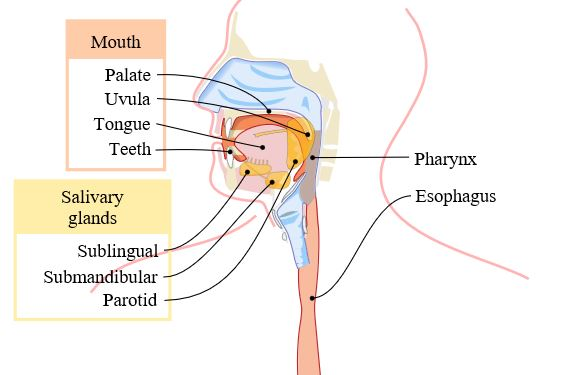 Mouth
Palate
Uvula
Tongue
Teeth
Salivary
glands
Sublingual
Submandibular
Parotid
Pharynx
Esophagus